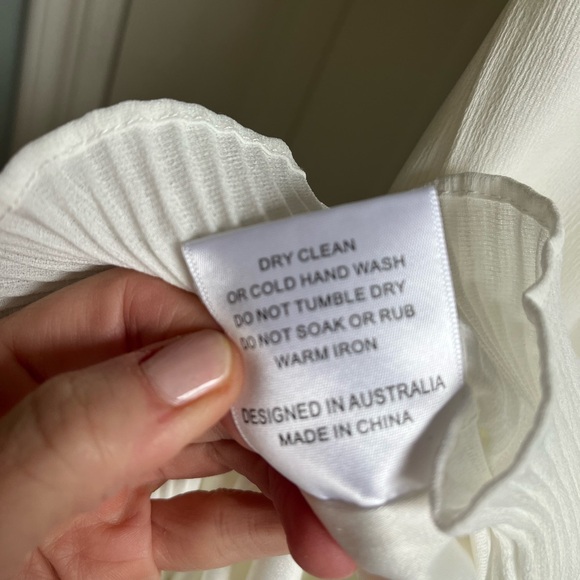 DRY CLEAN
OR COLD HAND WASH
DO NOT TUMBLE DRY
DO NOT SOAK OR RUB
WARM IRON
DESIGNED IN AUSTRALIA
MADE IN CHINA